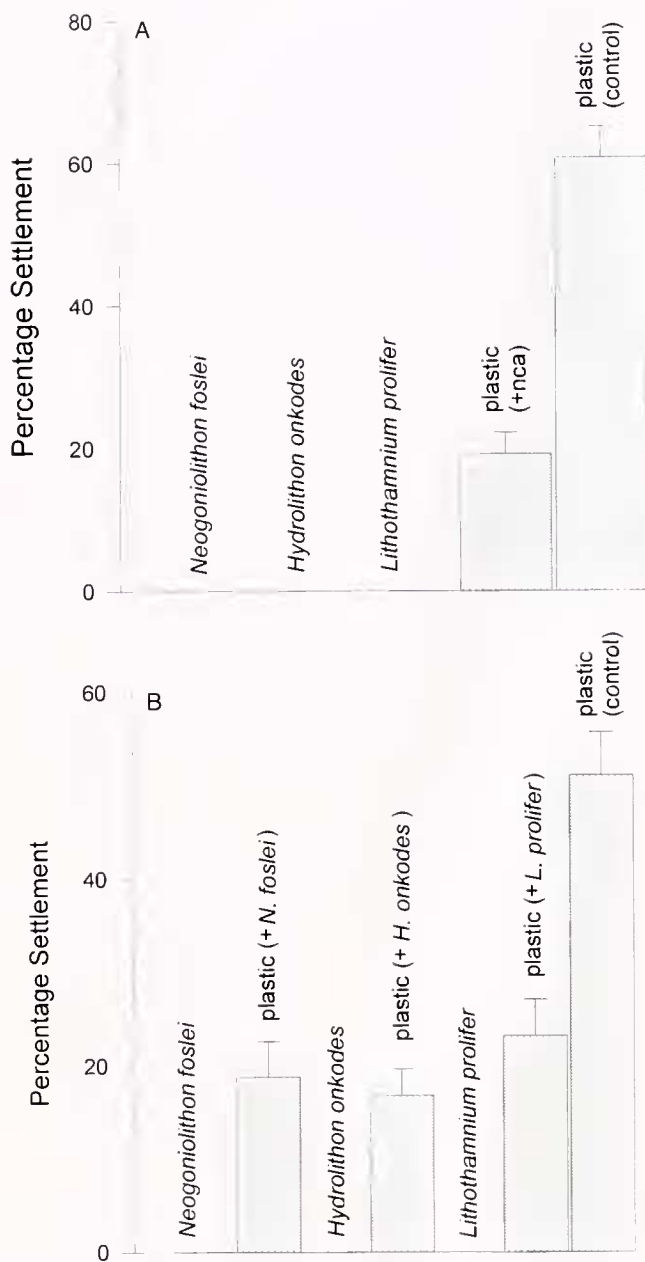 A
Percentage Settlement
80
60
40
20
0
Neogoniolithon foslei
Hydrolithon onkodes
Lithothamnium prolifer
plastic
(+nca)
plastic
(control)
B
Percentage Settlement
60
40
20
0
Neogoniolithon foslei
plastic (+ N. foslei)
Hydrolithon onkodes
plastic (+ H. onkodes)
Lithothamnium prolifer
plastic (+ L. prolifer)
plastic
(control)